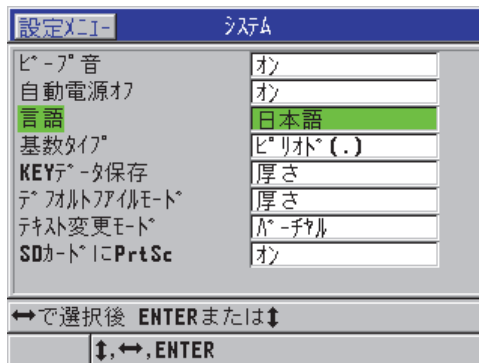 設定ﾒﾆｭｰ ｼｽﾃﾑ
ﾋﾞｰﾌﾟ音 ｵﾝ
自動電源ｵﾌ ｵﾝ
言語 日本語
基数ﾀｲﾌﾟ ﾋﾟﾘｵﾄﾞ(.)
KEYﾃﾞｰﾀ保存 厚さ
ﾃﾞﾌｫﾙﾄﾌｧｲﾙﾓｰﾄﾞ 厚さ
ﾃｷｽﾄ変更ﾓｰﾄﾞ ﾊﾞｰﾁｬﾙ
SDｶｰﾄﾞにPrtSc ｵﾝ
↔で選択後 ENTERまたは↕
↕,↔,ENTER